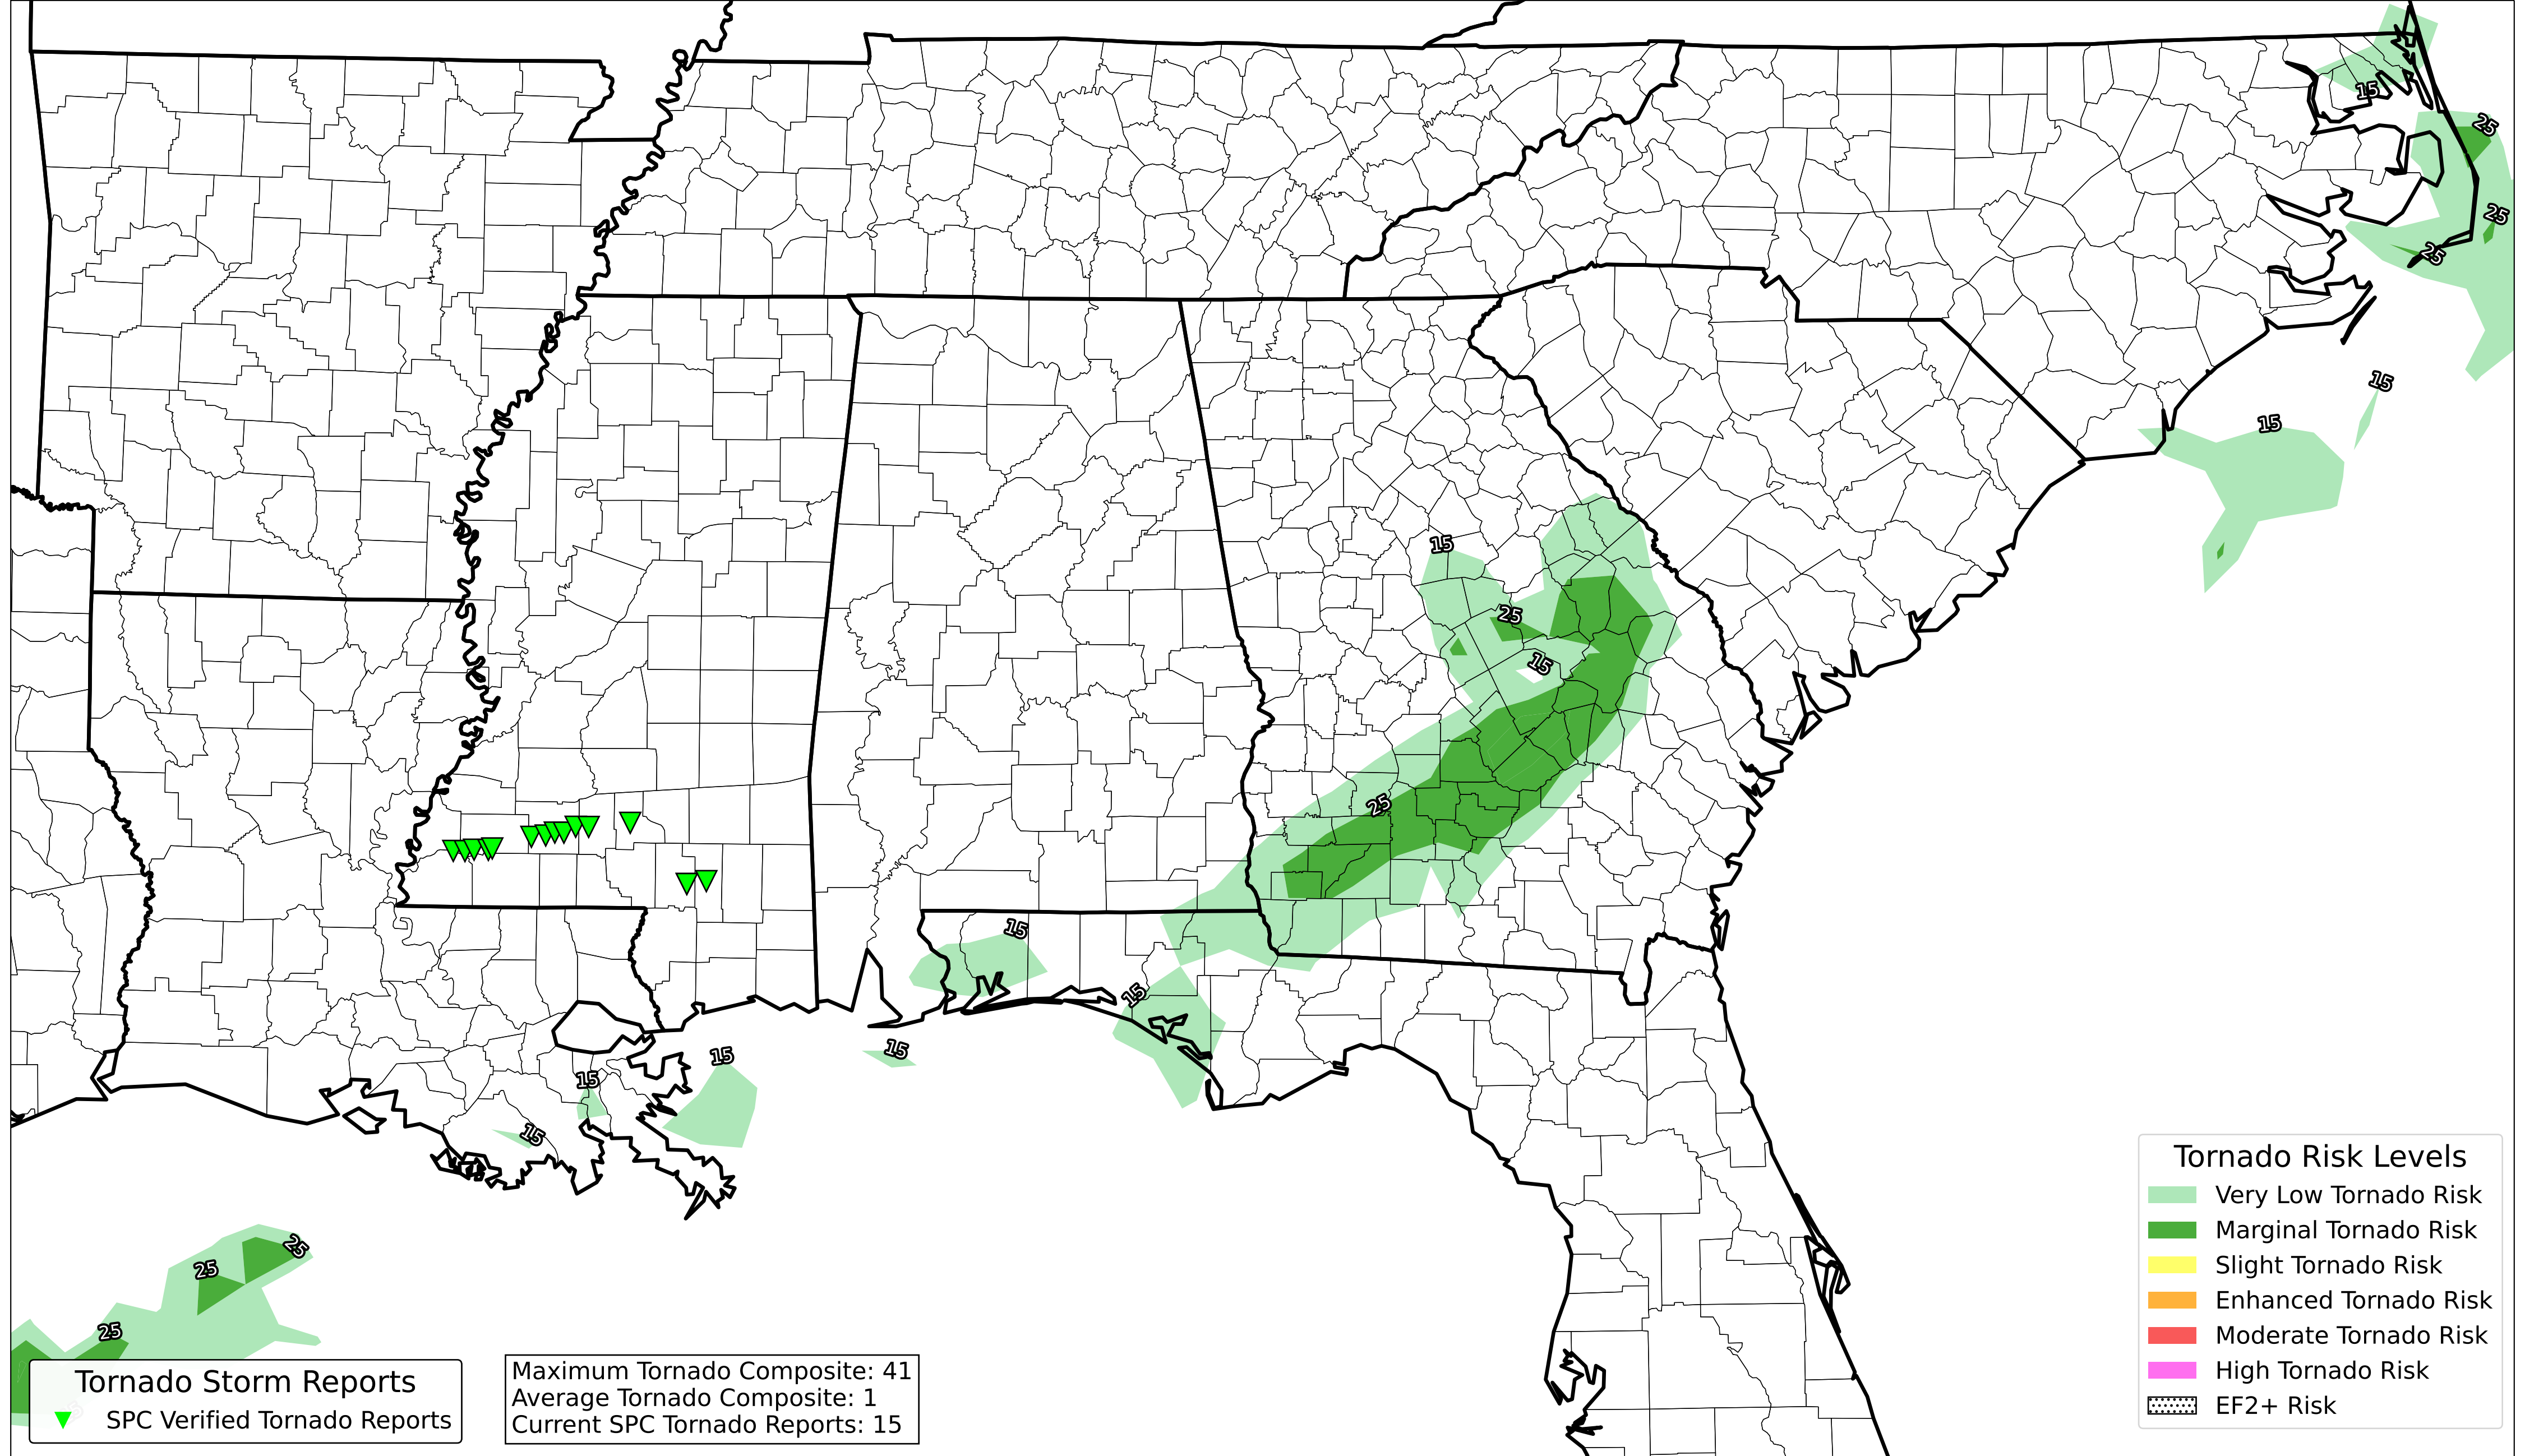 15
25
25
25
15
15
15
25
15
25
15
15
15
15
15
15
25
25
25
Tornado Risk Levels
Very Low Tornado Risk
Marginal Tornado Risk
Slight Tornado Risk
Enhanced Tornado Risk
Moderate Tornado Risk
High Tornado Risk
EF2+ Risk
Tornado Storm Reports
SPC Verified Tornado Reports
Maximum Tornado Composite: 41
Average Tornado Composite: 1
Current SPC Tornado Reports: 15